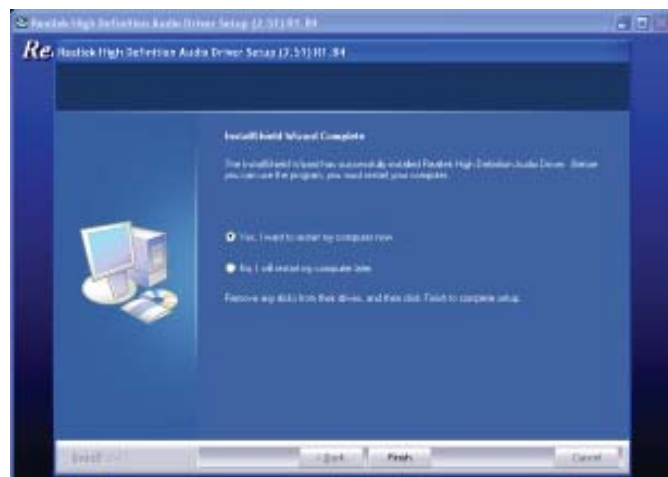 Realtek High Definition Audio Driver Setup (2.51) R1.84
Re
Realtek High Definition Audio Driver Setup (2.51) R1.84
InstallShield Wizard Complete
The InstallShield Wizard has successfully installed Realtek High Definition Audio Driver. Before
you can use the program, you must restart your computer.
Yes, I want to restart my computer now.
No, I will restart my computer later.
Remove any disks from their drives, and then click Finish to complete setup.
InstallShield
< Back
Finish
Cancel